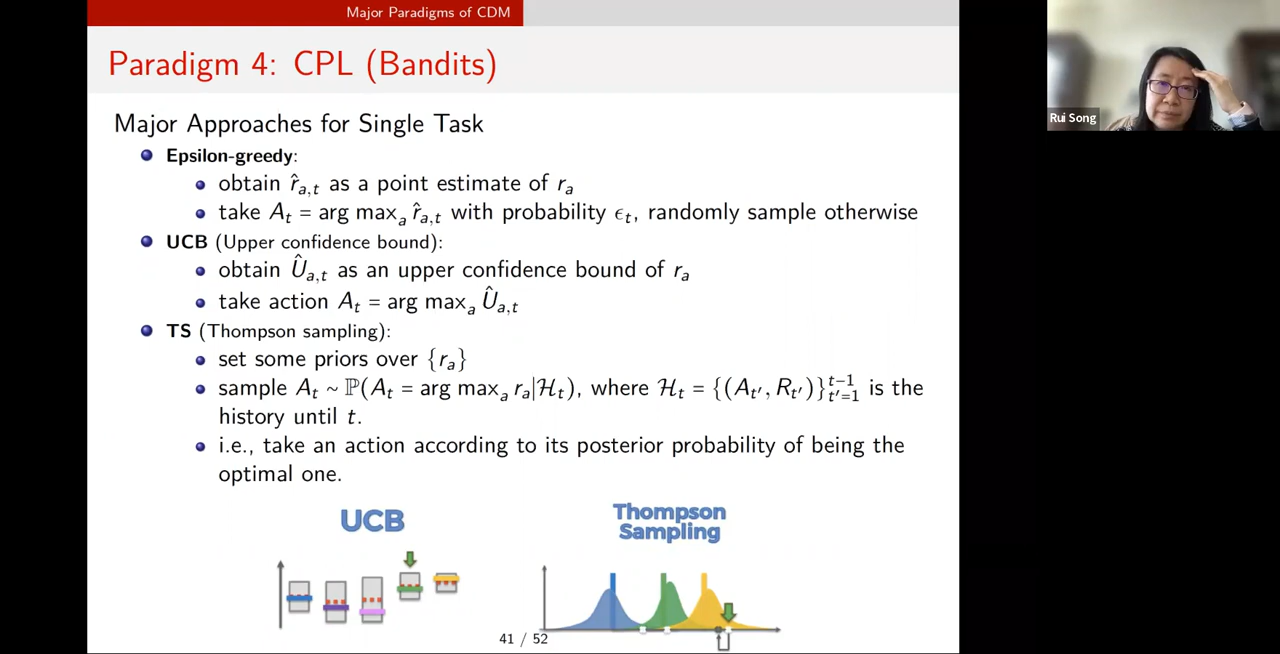 Major Paradigms of CDM
Paradigm 4: CPL (Bandits)
Rui Song
Major Approaches for Single Task
Epsilon-greedy:
obtain r̂ₐ,ₜ as a point estimate of rₐ
take Aₜ = arg maxₐ r̂ₐ,ₜ with probability ϵₜ, randomly sample otherwise
UCB (Upper confidence bound):
obtain Ûₐ,ₜ as an upper confidence bound of rₐ
take action Aₜ = arg maxₐ Ûₐ,ₜ
TS (Thompson sampling):
set some priors over {rₐ}
sample Aₜ ~ ℙ(Aₜ = arg maxₐ rₐ|ℋₜ), where ℋₜ = {(Aₜ′, Rₜ′)}ₜ′₌₁ᵗ⁻¹ is the
history until t.
i.e., take an action according to its posterior probability of being the
optimal one.
UCB
Thompson
Sampling
41 / 52